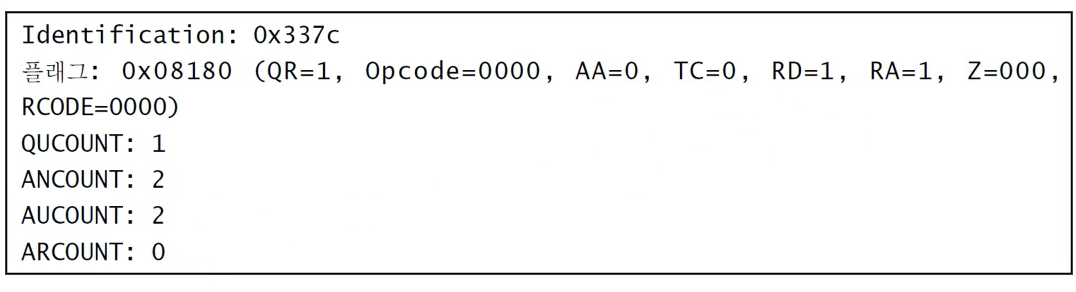 Identification: 0x337c
플래그: 0x08180 (QR=1, Opcode=0000, AA=0, TC=0, RD=1, RA=1, Z=000,
RCODE=0000)
QUCOUNT: 1
ANCOUNT: 2
AUCOUNT: 2
ARCOUNT: 0